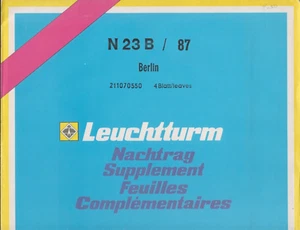 N 23 B / 87
Berlin
211070550 4 Blatt/leaves
Leuchtturm
Nachtrag
Supplement
Feuilles
Complémentaires